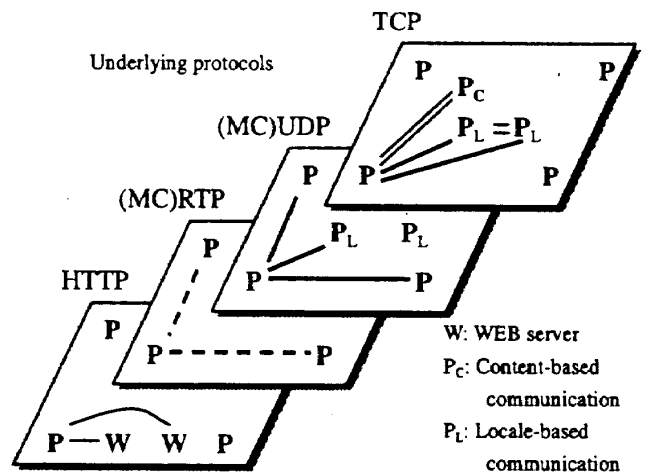 TCP
Underlying protocols
P P
P_C
(MC)UDP
P_L = P_L
P
P P
(MC)RTP
P_L P_L
P
HTTP
P P
P
W: WEB server
P P
P_C: Content-based
communication
P W W P
P_L: Locale-based
communication